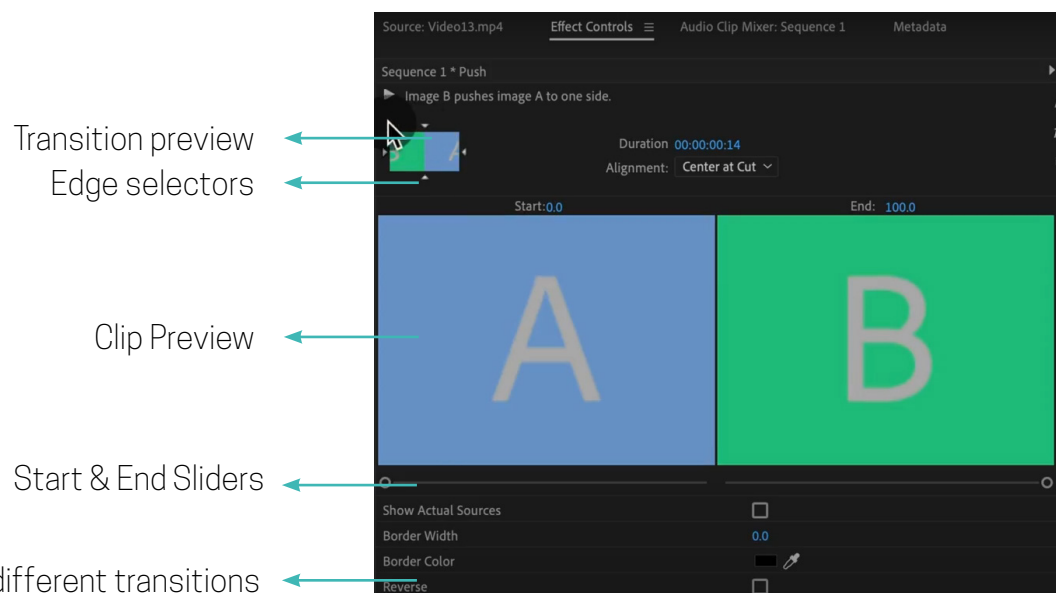 Source: Video13.mp4 Effect Controls Audio Clip Mixer: Sequence 1 Metadata
Sequence 1 * Push
Image B pushes image A to one side.
Transition preview
B A
Duration 00:00:00:14
Edge selectors
Alignment: Center at Cut
Start: 0.0 End: 100.0
A B
Clip Preview
Start & End Sliders
Show Actual Sources
Border Width 0.0
Border Color
different transitions
Reverse